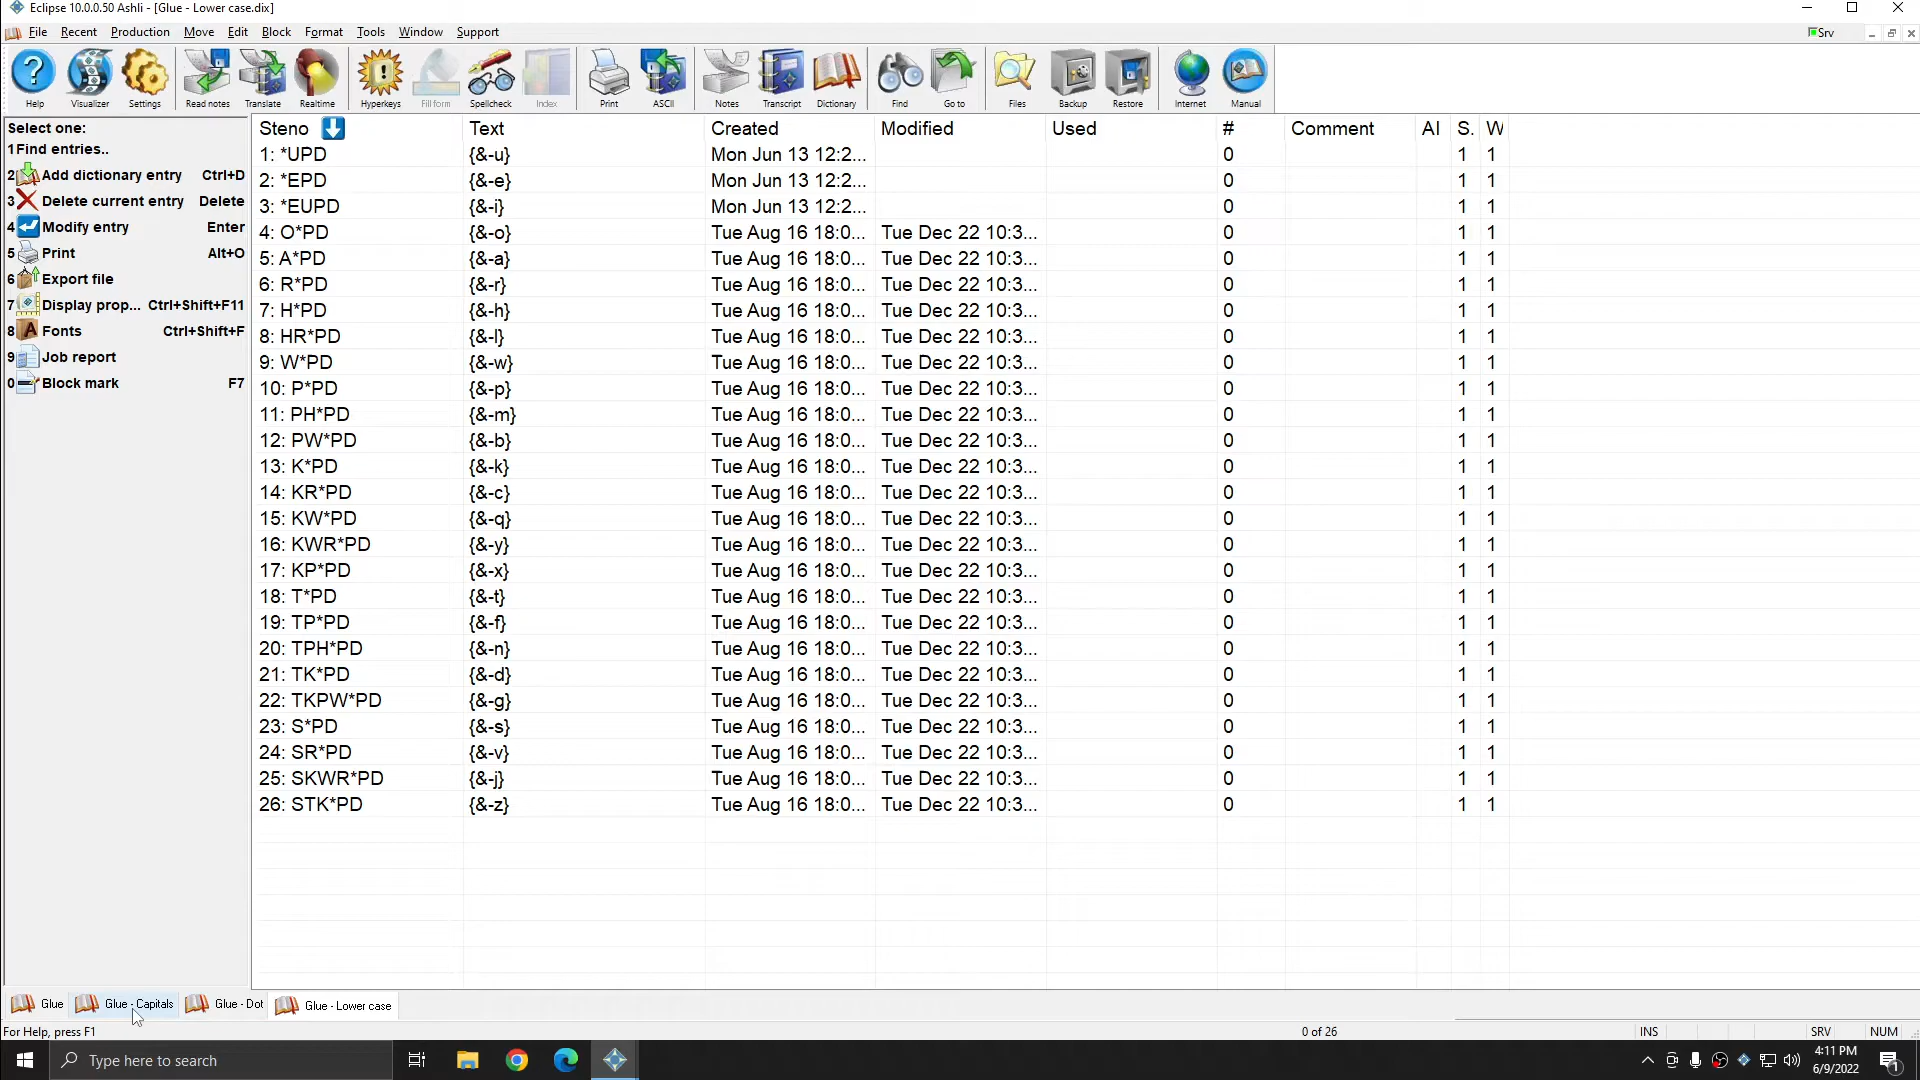 Eclipse 10.0.0.50 Ashli - [Glue - Lower case.dix]
File Recent Production Move Edit Block Format Tools Window Support Srv
Help Visualizer Settings Read notes Translate Realtime Hyperkeys Fill form Spellcheck Index Print ASCII Notes Transcript Dictionary Find Go to Files Backup Restore Internet Manual
Select one:
1Find entries..
2 Add dictionary entry Ctrl+D
3 Delete current entry Delete
4 Modify entry Enter
5 Print Alt+O
6 Export file
7 Display prop... Ctrl+Shift+F11
8 Fonts Ctrl+Shift+F
9 Job report
0 Block mark F7
Steno Text Created Modified Used # Comment AI S. W
1: *UPD {&-u} Mon Jun 13 12:2... 0 1 1
2: *EPD {&-e} Mon Jun 13 12:2... 0 1 1
3: *EUPD {&-i} Mon Jun 13 12:2... 0 1 1
4: O*PD {&-o} Tue Aug 16 18:0... Tue Dec 22 10:3... 0 1 1
5: A*PD {&-a} Tue Aug 16 18:0... Tue Dec 22 10:3... 0 1 1
6: R*PD {&-r} Tue Aug 16 18:0... Tue Dec 22 10:3... 0 1 1
7: H*PD {&-h} Tue Aug 16 18:0... Tue Dec 22 10:3... 0 1 1
8: HR*PD {&-l} Tue Aug 16 18:0... Tue Dec 22 10:3... 0 1 1
9: W*PD {&-w} Tue Aug 16 18:0... Tue Dec 22 10:3... 0 1 1
10: P*PD {&-p} Tue Aug 16 18:0... Tue Dec 22 10:3... 0 1 1
11: PH*PD {&-m} Tue Aug 16 18:0... Tue Dec 22 10:3... 0 1 1
12: PW*PD {&-b} Tue Aug 16 18:0... Tue Dec 22 10:3... 0 1 1
13: K*PD {&-k} Tue Aug 16 18:0... Tue Dec 22 10:3... 0 1 1
14: KR*PD {&-c} Tue Aug 16 18:0... Tue Dec 22 10:3... 0 1 1
15: KW*PD {&-q} Tue Aug 16 18:0... Tue Dec 22 10:3... 0 1 1
16: KWR*PD {&-y} Tue Aug 16 18:0... Tue Dec 22 10:3... 0 1 1
17: KP*PD {&-x} Tue Aug 16 18:0... Tue Dec 22 10:3... 0 1 1
18: T*PD {&-t} Tue Aug 16 18:0... Tue Dec 22 10:3... 0 1 1
19: TP*PD {&-f} Tue Aug 16 18:0... Tue Dec 22 10:3... 0 1 1
20: TPH*PD {&-n} Tue Aug 16 18:0... Tue Dec 22 10:3... 0 1 1
21: TK*PD {&-d} Tue Aug 16 18:0... Tue Dec 22 10:3... 0 1 1
22: TKPW*PD {&-g} Tue Aug 16 18:0... Tue Dec 22 10:3... 0 1 1
23: S*PD {&-s} Tue Aug 16 18:0... Tue Dec 22 10:3... 0 1 1
24: SR*PD {&-v} Tue Aug 16 18:0... Tue Dec 22 10:3... 0 1 1
25: SKWR*PD {&-j} Tue Aug 16 18:0... Tue Dec 22 10:3... 0 1 1
26: STK*PD {&-z} Tue Aug 16 18:0... Tue Dec 22 10:3... 0 1 1
Glue Glue - Capitals Glue - Dot Glue - Lower case
For Help, press F1 0 of 26 INS SRV NUM
Type here to search
4:11 PM
6/9/2022
1